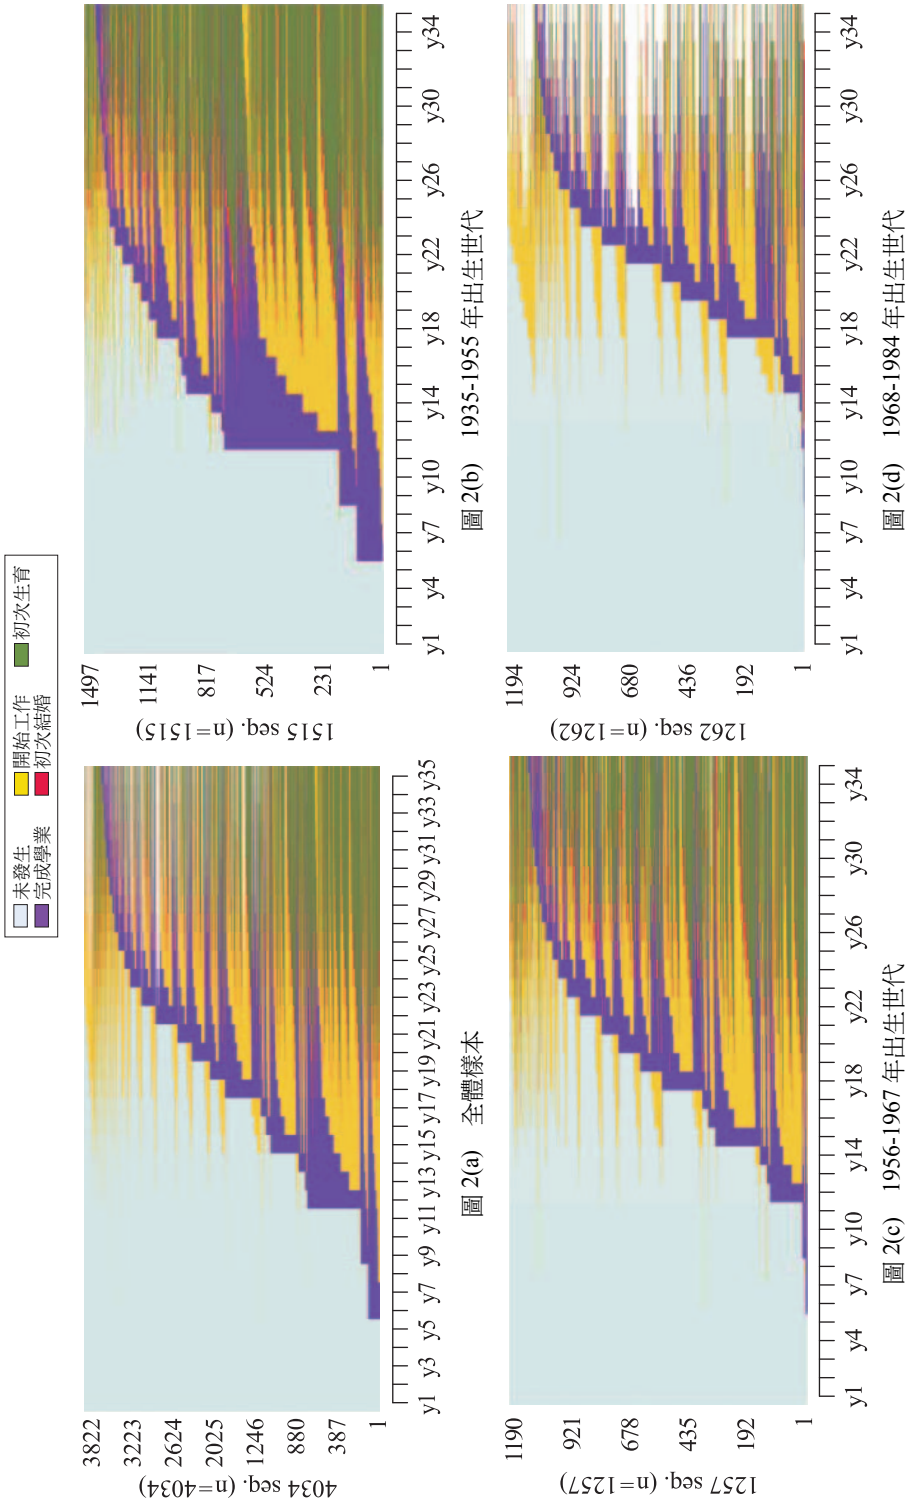 未發生
完成學業
開始工作
初次結婚
初次生育
4034 seq. (n=4034)
3822
3223
2624
2025
1246
880
387
1
y1 y3 y5 y7 y9 y11 y13 y15 y17 y19 y21 y23 y25 y27 y29 y31 y33 y35
圖 2(a) 全體樣本
1515 seq. (n=1515)
1497
1141
817
524
231
1
y1 y4 y7 y10 y14 y18 y22 y26 y30 y34
圖 2(b) 1935-1955 年出生世代
1257 seq. (n=1257)
1190
921
678
435
192
1
y1 y4 y7 y10 y14 y18 y22 y26 y30 y34
圖 2(c) 1956-1967 年出生世代
1262 seq. (n=1262)
1194
924
680
436
192
1
y1 y4 y7 y10 y14 y18 y22 y26 y30 y34
圖 2(d) 1968-1984 年出生世代